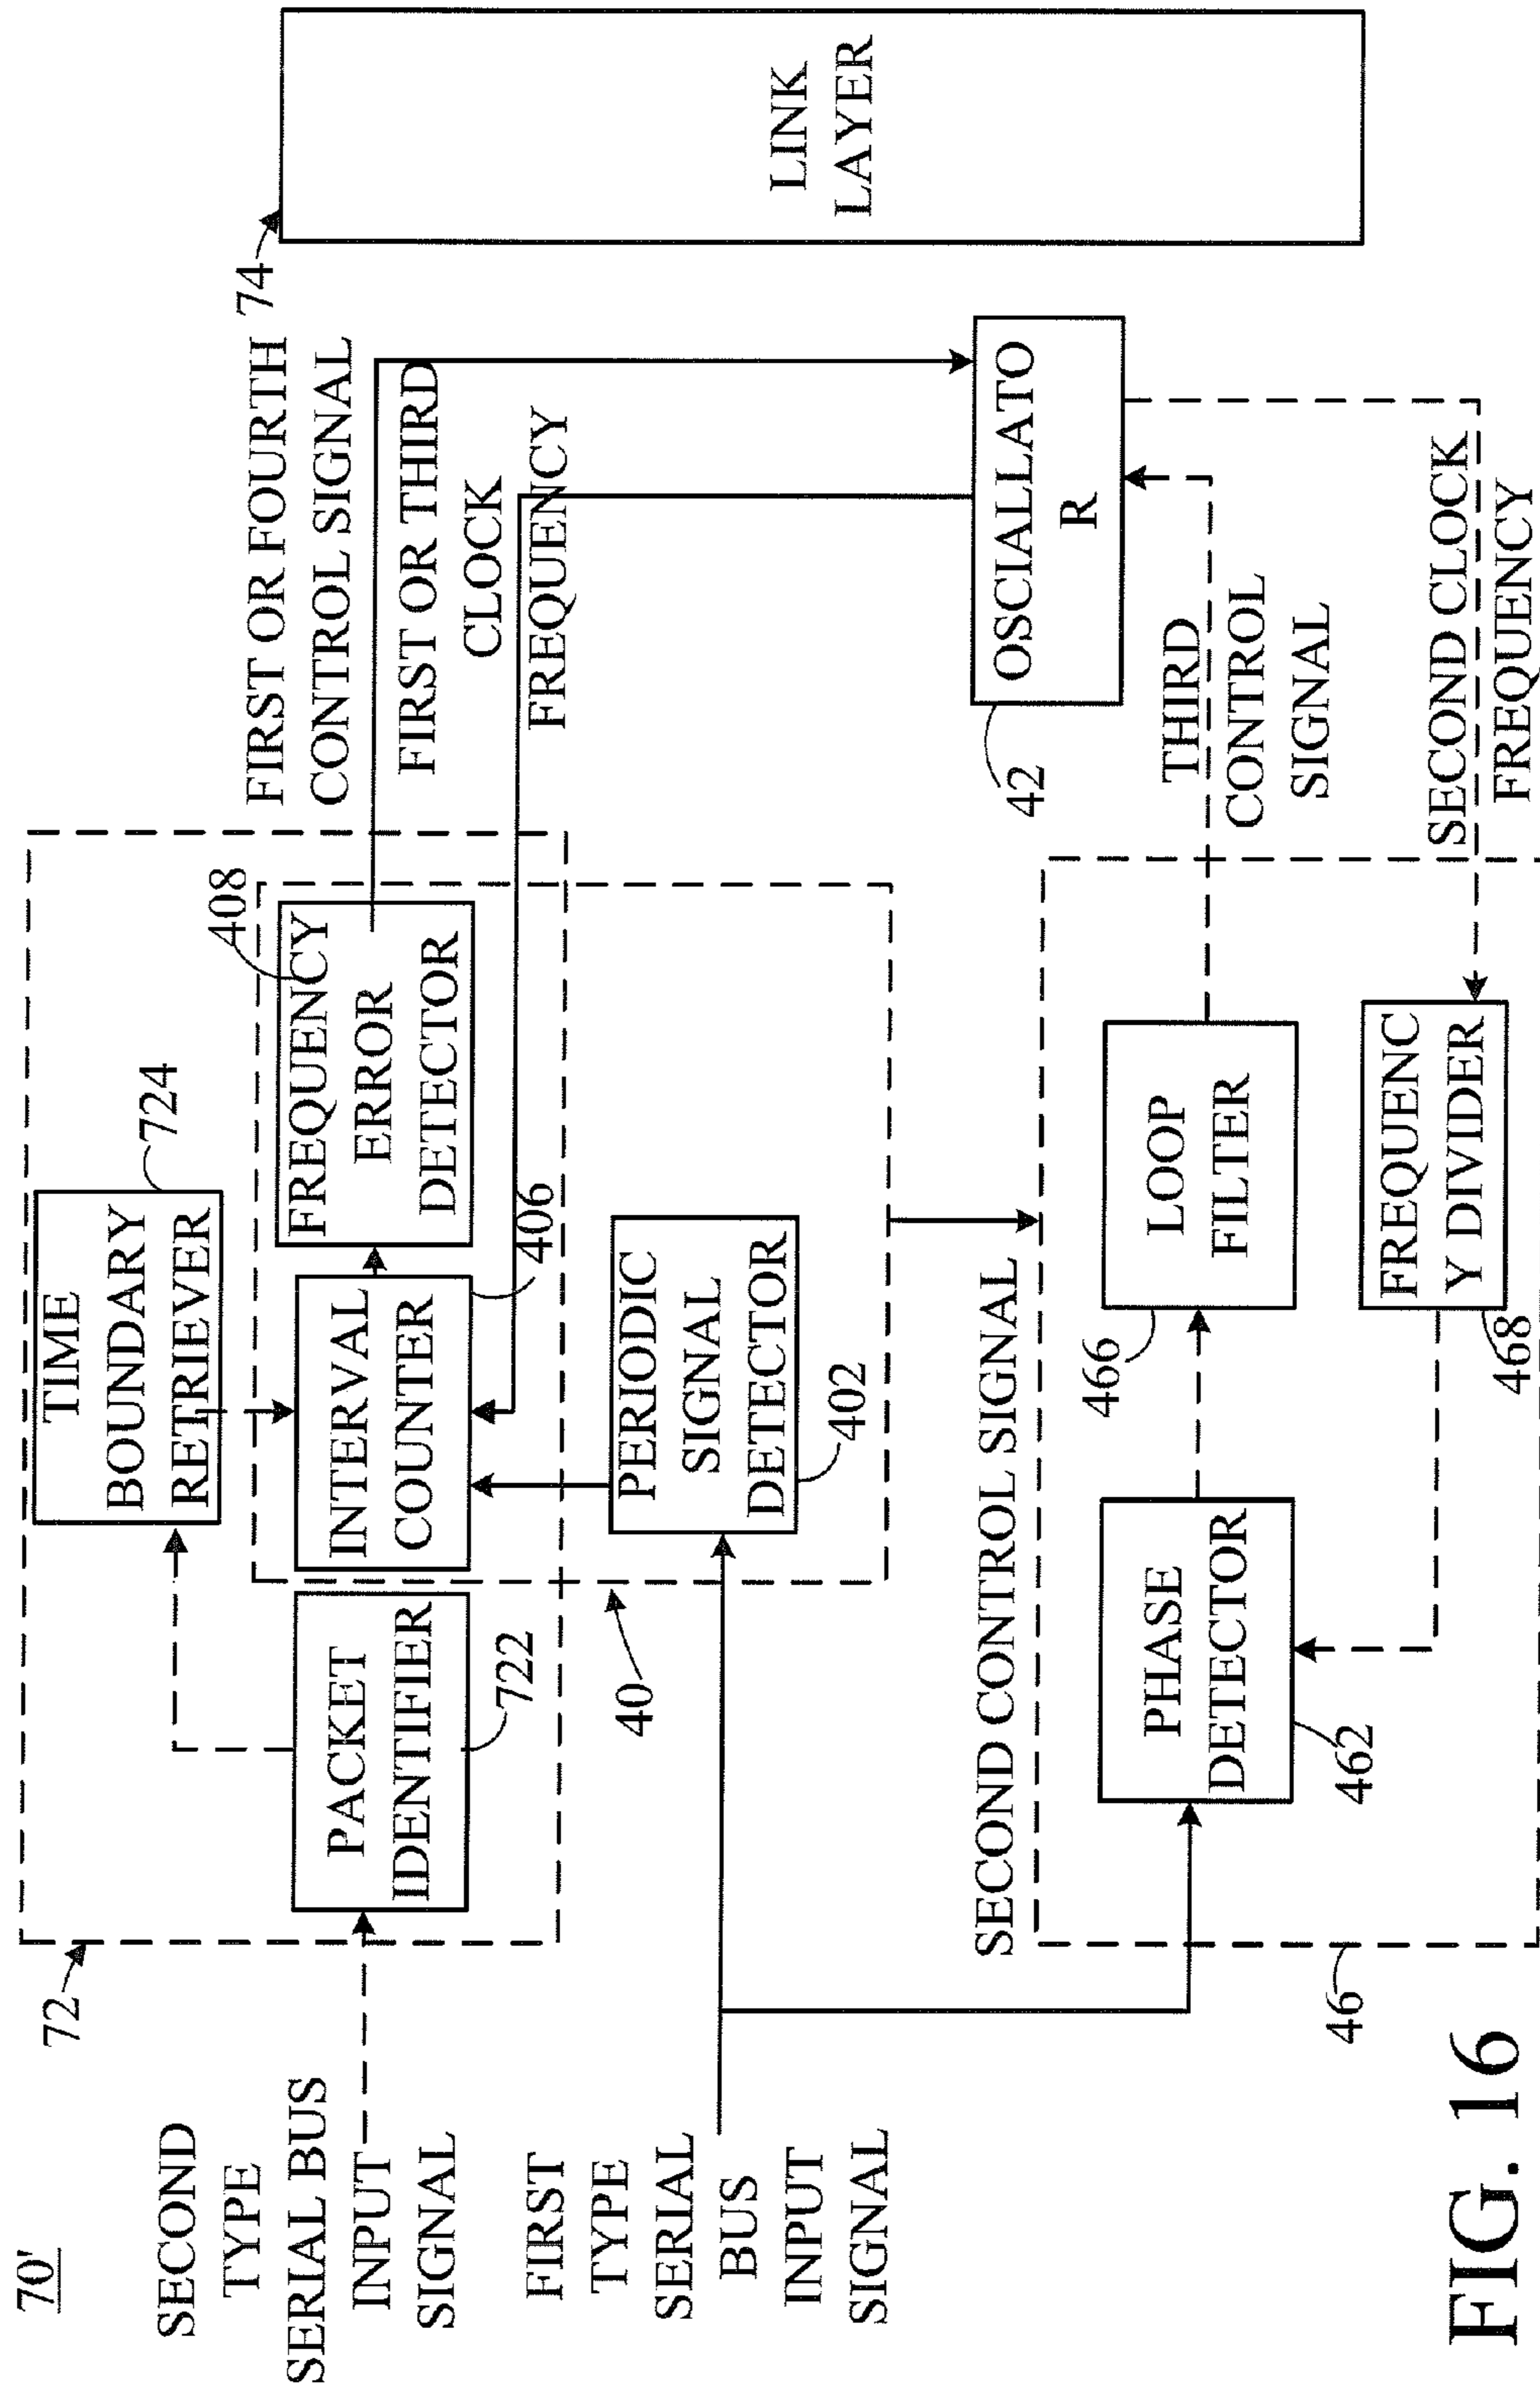 70'
SECOND
TYPE
SERIAL BUS
INPUT
SIGNAL
FIRST
TYPE
SERIAL
BUS
INPUT
SIGNAL
72
PACKET
IDENTIFIER
722
TIME
BOUNDARY
RETRIEVER
724
INTERVAL
COUNTER
406
FREQUENCY
ERROR
DETECTOR
408
PERIODIC
SIGNAL
DETECTOR
402
40
FIRST OR FOURTH
CONTROL SIGNAL
FIRST OR THIRD
CLOCK
FREQUENCY
74
LINK
LAYER
OSCIALLATO
R
42
SECOND CONTROL SIGNAL
PHASE
DETECTOR
462
LOOP
FILTER
466
FREQUENC
Y DIVIDER
468
THIRD
CONTROL
SIGNAL
SECOND CLOCK
FREQUENCY
46
FIG. 16